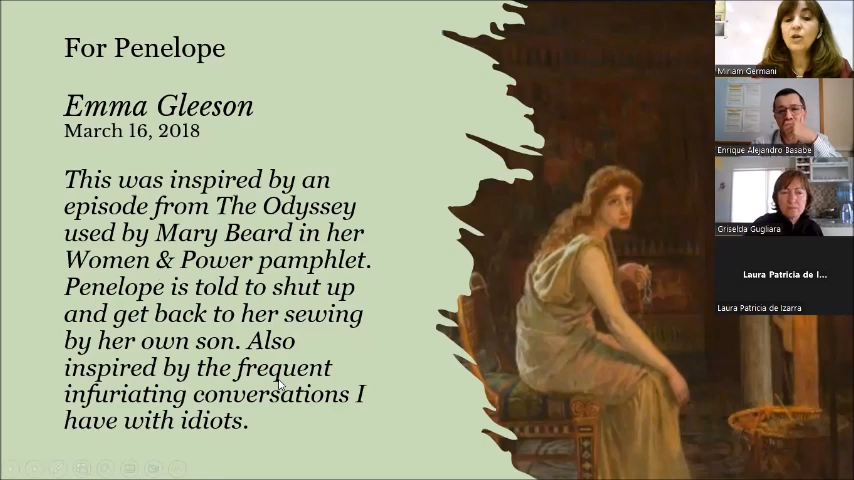 For Penelope
Emma Gleeson
March 16, 2018
This was inspired by an
episode from The Odyssey
used by Mary Beard in her
Women & Power pamphlet.
Penelope is told to shut up
and get back to her sewing
by her own son. Also
inspired by the frequent
infuriating conversations I
have with idiots.
Miriam Germani
Enrique Alejandro Basabe
Griselda Gugliara
Laura Patricia de I...
Laura Patricia de Izarra